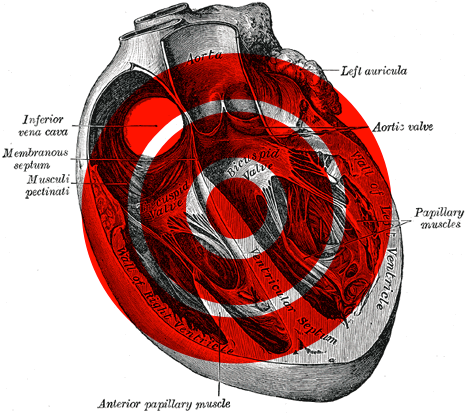 Aorta
Left auricula
Inferior
vena cava
Aortic valve
Membranous
septum
Musculi
pectinati
Bicuspid
valve
valve
Wall of Left Ventricle
Papillary
muscles
Wall of Right Ventricle
Ventricular Septum
Anterior papillary muscle